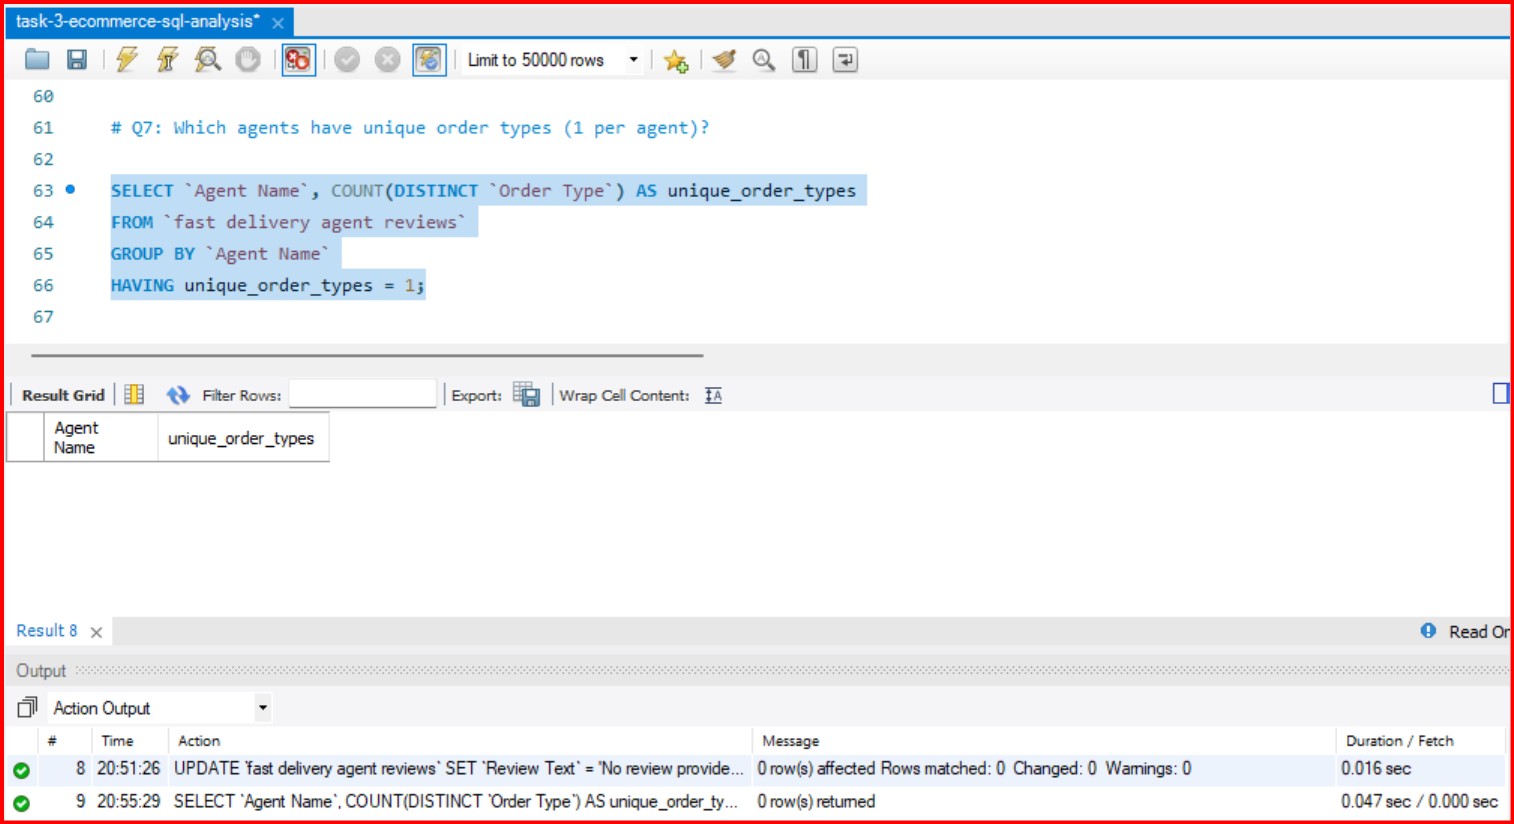 task-3-ecommerce-sql-analysis*
Limit to 50000 rows
60
61 # Q7: Which agents have unique order types (1 per agent)?
62
63 SELECT `Agent Name`, COUNT(DISTINCT `Order Type`) AS unique_order_types
64 FROM `fast delivery agent reviews`
65 GROUP BY `Agent Name`
66 HAVING unique_order_types = 1;
67
Result Grid Filter Rows: Export: Wrap Cell Content:
Agent Name unique_order_types
Result 8 Read Or
Output
Action Output
# Time Action Message Duration / Fetch
8 20:51:26 UPDATE `fast delivery agent reviews` SET `Review Text` = 'No review provide... 0 row(s) affected Rows matched: 0 Changed: 0 Warnings: 0 0.016 sec
9 20:55:29 SELECT `Agent Name`, COUNT(DISTINCT `Order Type`) AS unique_order_ty... 0 row(s) returned 0.047 sec / 0.000 sec